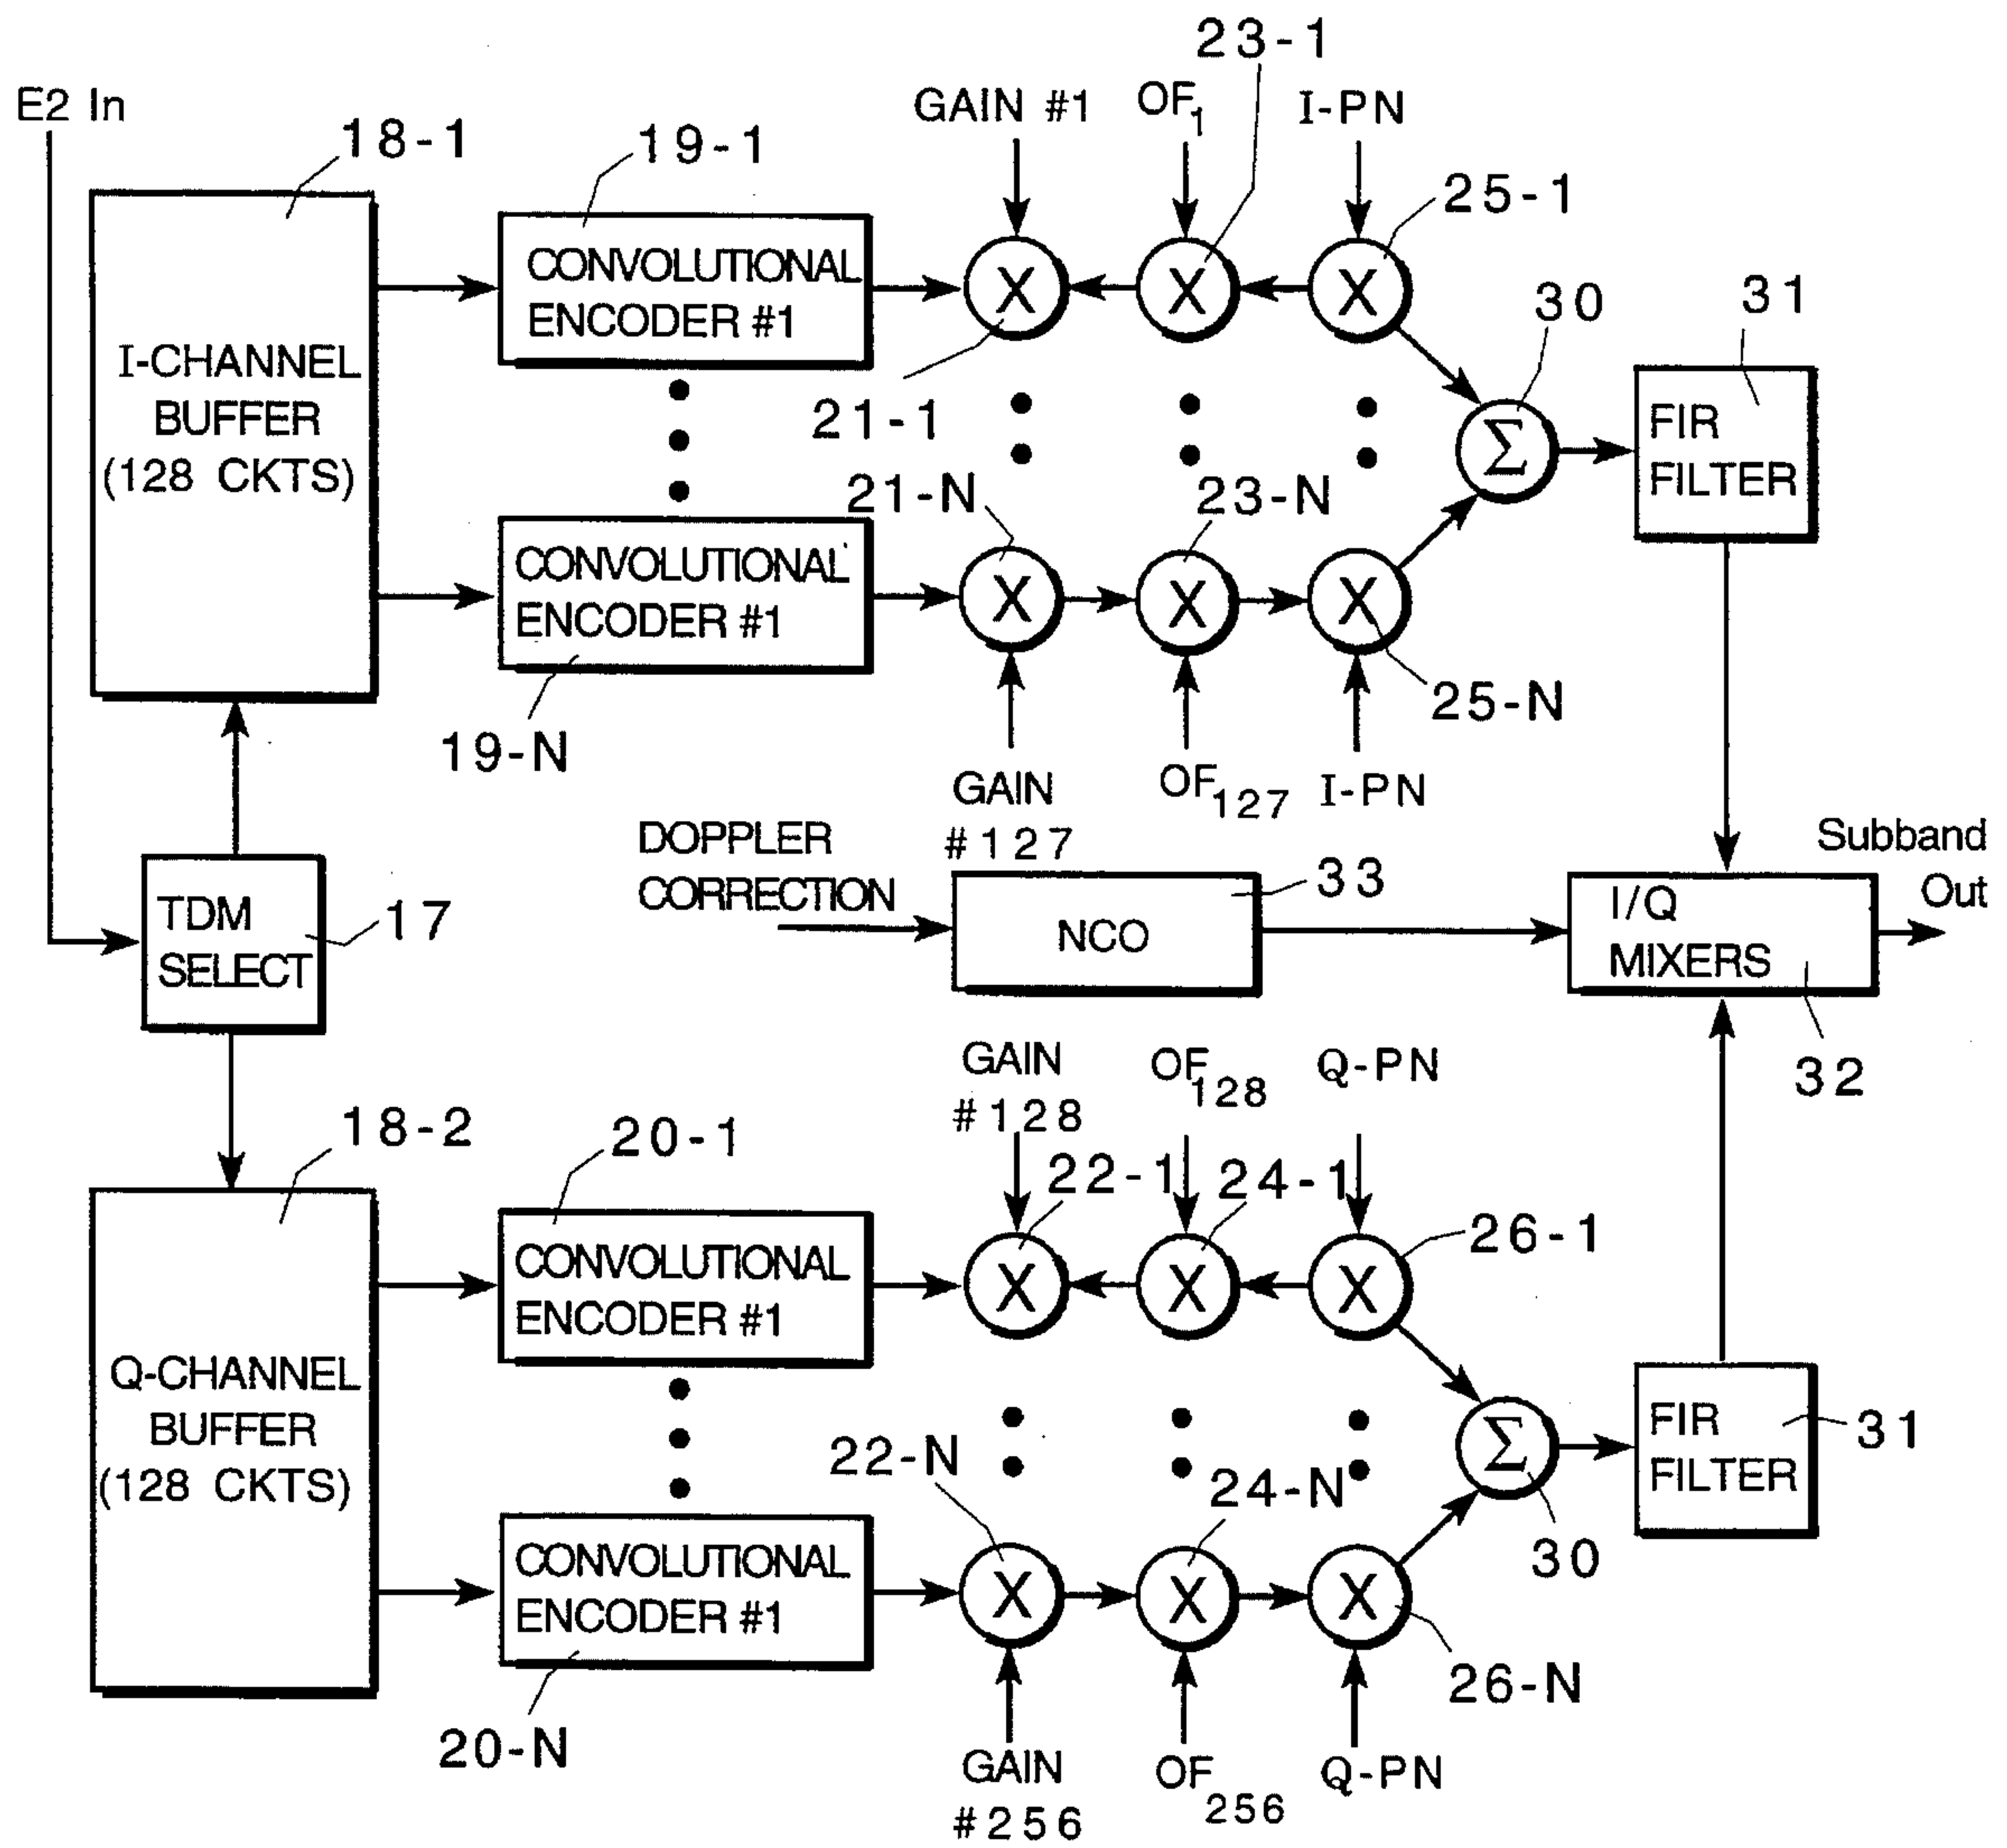 23-1
E2 In
GAIN #1
OF1
I-PN
18-1
19-1
25-1
CONVOLUTIONAL
ENCODER #1
X
X
X
30
31
I-CHANNEL
BUFFER
(128 CKTS)
21-1
Σ
FIR
FILTER
21-N
23-N
CONVOLUTIONAL
ENCODER #1
X
X
X
25-N
19-N
GAIN
#127
OF127
I-PN
DOPPLER
CORRECTION
33
Subband
Out
TDM
SELECT
17
NCO
I/Q
MIXERS
32
GAIN
#128
OF128
Q-PN
18-2
20-1
22-1
24-1
26-1
CONVOLUTIONAL
ENCODER #1
X
X
X
Q-CHANNEL
BUFFER
(128 CKTS)
Σ
FIR
FILTER
31
22-N
24-N
30
CONVOLUTIONAL
ENCODER #1
X
X
X
26-N
20-N
GAIN
#256
OF256
Q-PN